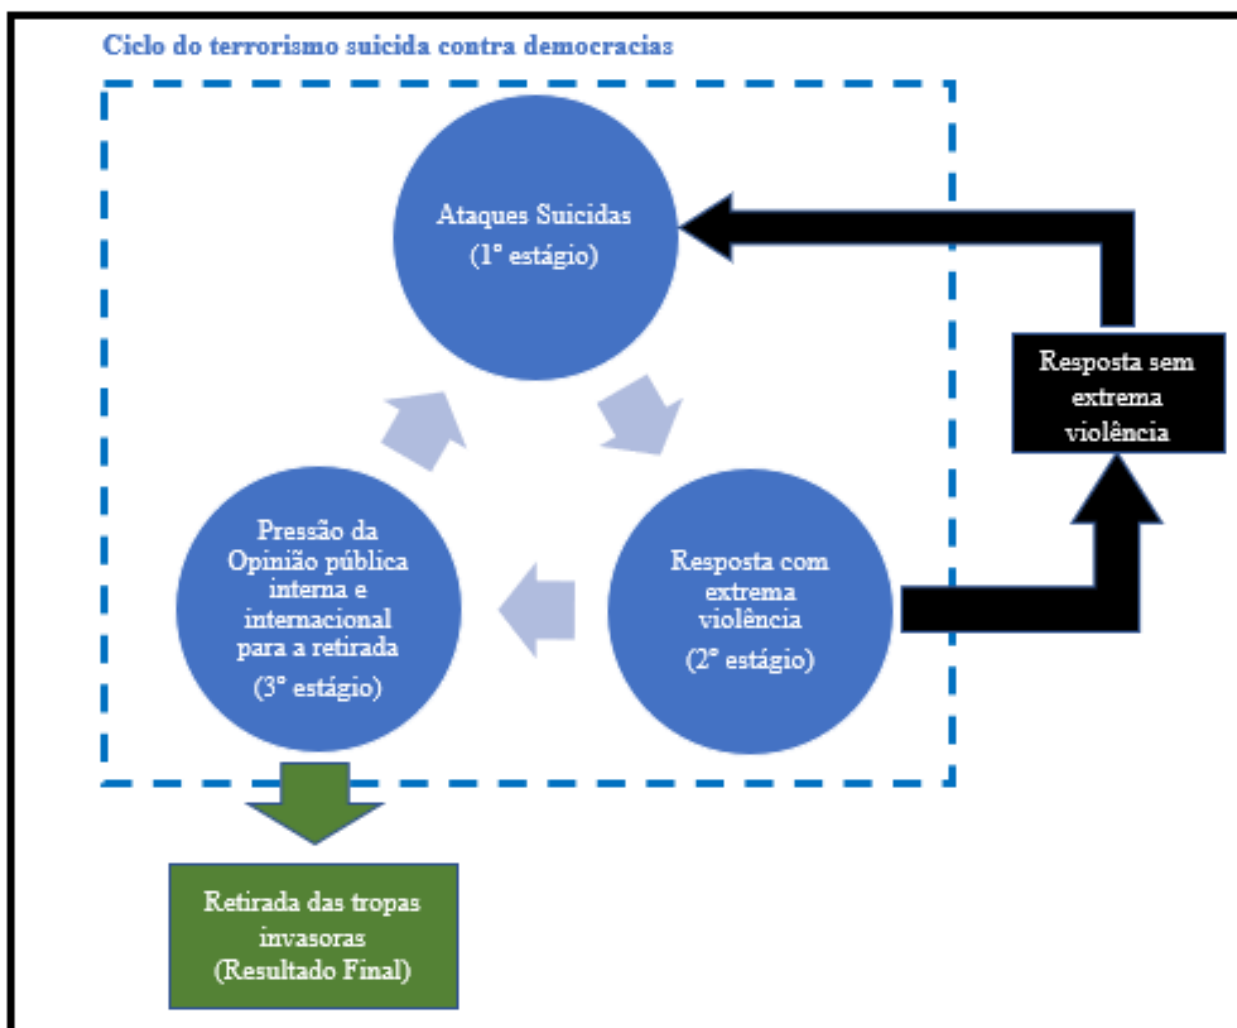 Ciclo do terrorismo suicida contra democracias
Ataques Suicidas
(1° estágio)
Resposta sem
extrema
violência
Pressão da
Opinião pública
interna e
internacional
para a retirada
(3° estágio)
Resposta com
extrema
violência
(2° estágio)
Retirada das tropas
invasoras
(Resultado Final)